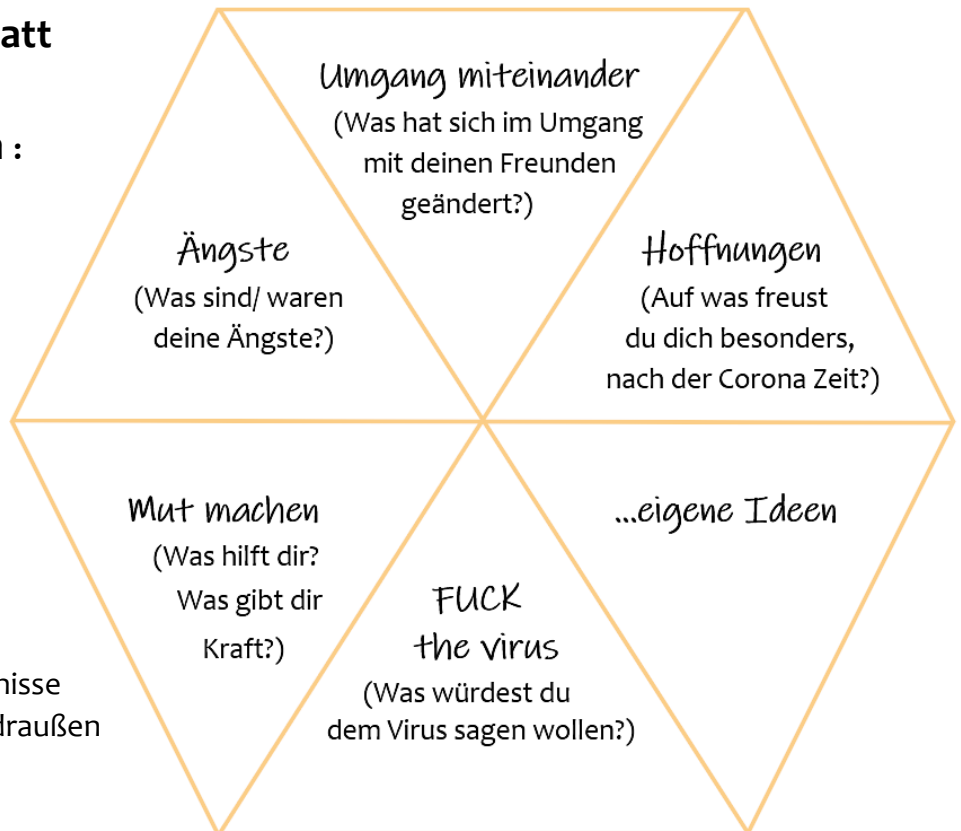 att
n :
Umgang miteinander
(Was hat sich im Umgang
mit deinen Freunden
geändert?)
Ängste
(Was sind/ waren
deine Ängste?)
Hoffnungen
(Auf was freust
du dich besonders,
nach der Corona Zeit?)
Mut machen
(Was hilft dir?
Was gibt dir
Kraft?)
FUCK
the virus
(Was würdest du
dem Virus sagen wollen?)
...eigene Ideen
nisse
draußen